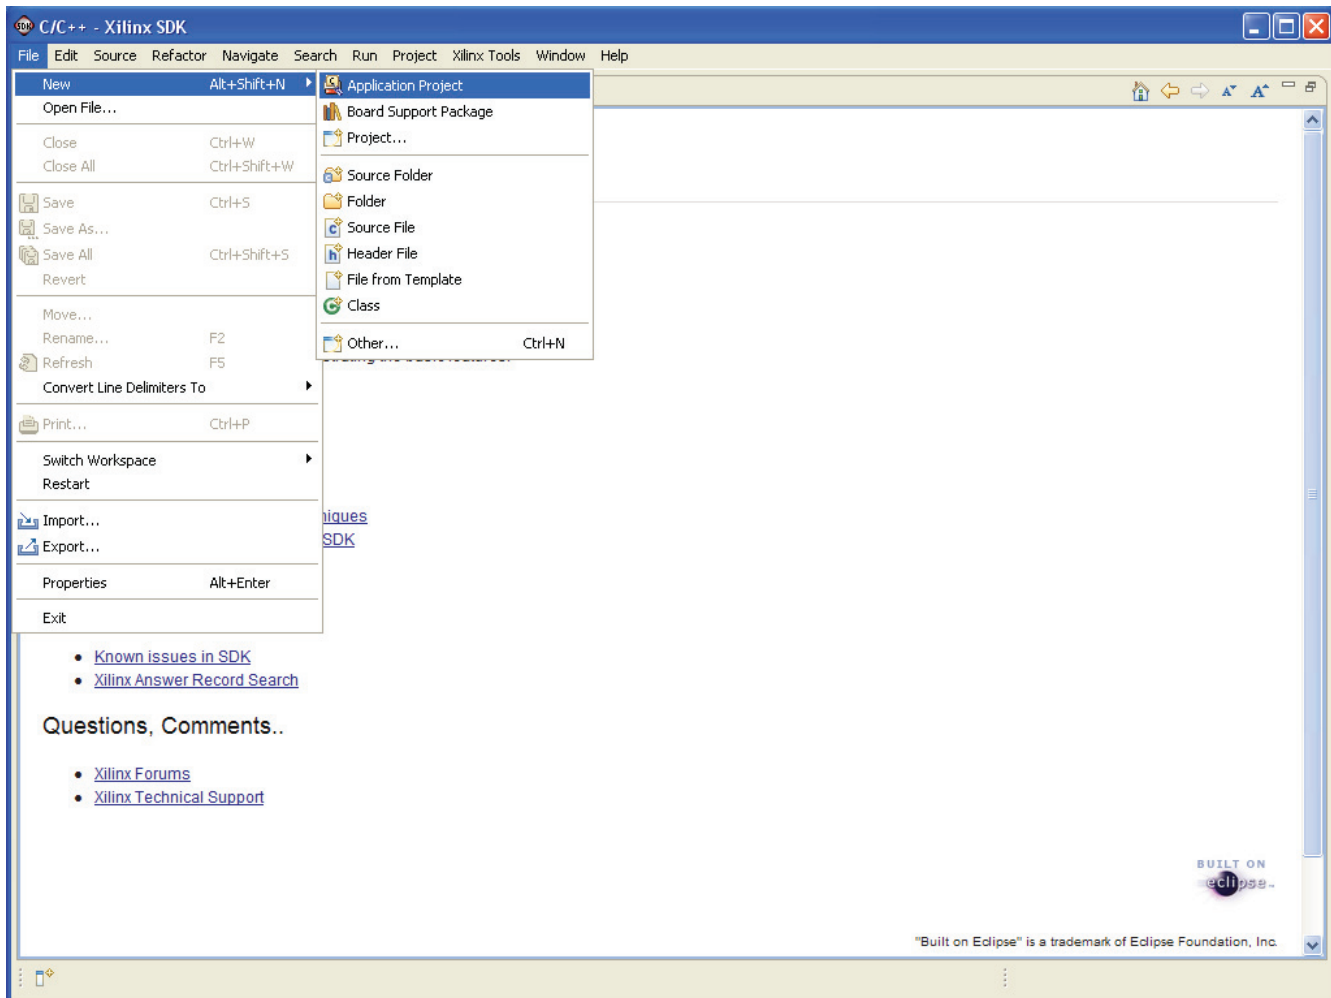 C/C++ - Xilinx SDK
File Edit Source Refactor Navigate Search Run Project Xilinx Tools Window Help
New Alt+Shift+N
Open File...
Close Ctrl+W
Close All Ctrl+Shift+W
Save Ctrl+S
Save As...
Save All Ctrl+Shift+S
Revert
Move...
Rename... F2
Refresh F5
Convert Line Delimiters To
Print... Ctrl+P
Switch Workspace
Restart
Import...
Export...
Properties Alt+Enter
Exit
Application Project
Board Support Package
Project...
Source Folder
Folder
Source File
Header File
File from Template
Class
Other... Ctrl+N
the basic features.
niques
SDK
Known issues in SDK
Xilinx Answer Record Search
Questions, Comments..
Xilinx Forums
Xilinx Technical Support
BUILT ON
eclipse
"Built on Eclipse" is a trademark of Eclipse Foundation, Inc.